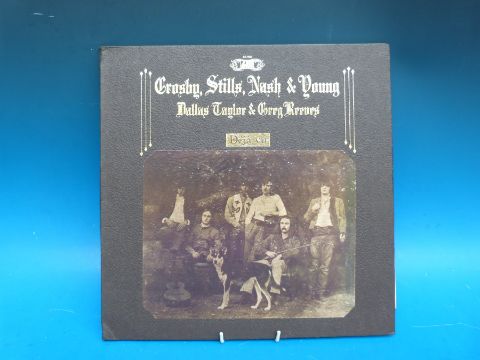 Crosby, Stills, Nash & Young
Dallas Taylor & Greg Reeves
Déjà Vu